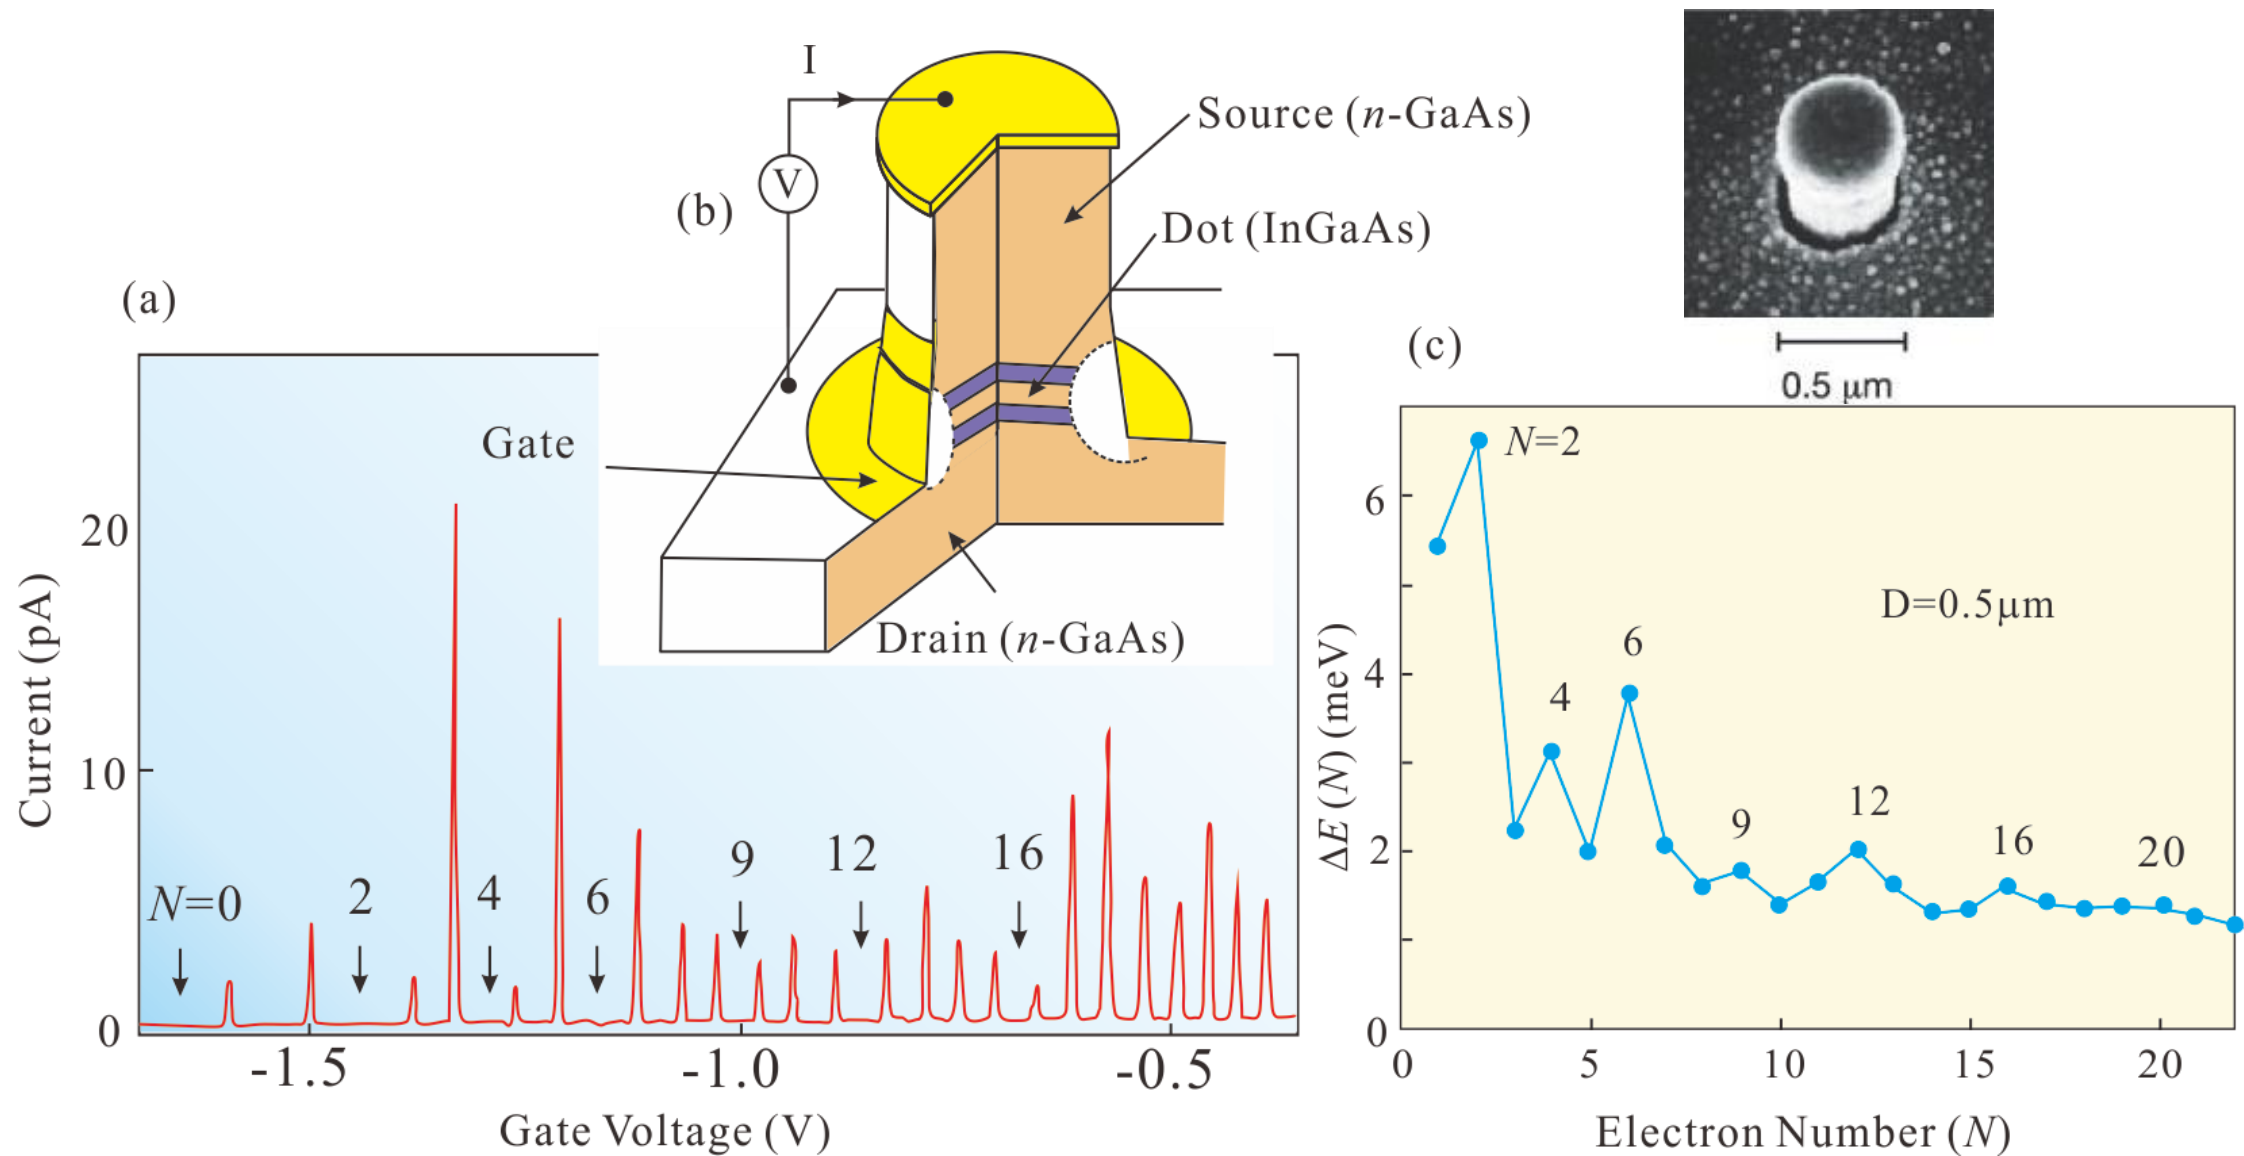 (a)
Current (pA)
20
10
0
N=0
2
4
6
9
12
16
-1.5
-1.0
-0.5
Gate Voltage (V)
(b)
I
V
Source (n-GaAs)
Dot (InGaAs)
Gate
Drain (n-GaAs)
0.5 μm
(c)
ΔE (N) (meV)
6
4
2
0
N=2
4
6
9
12
16
20
D=0.5μm
0
5
10
15
20
Electron Number (N)